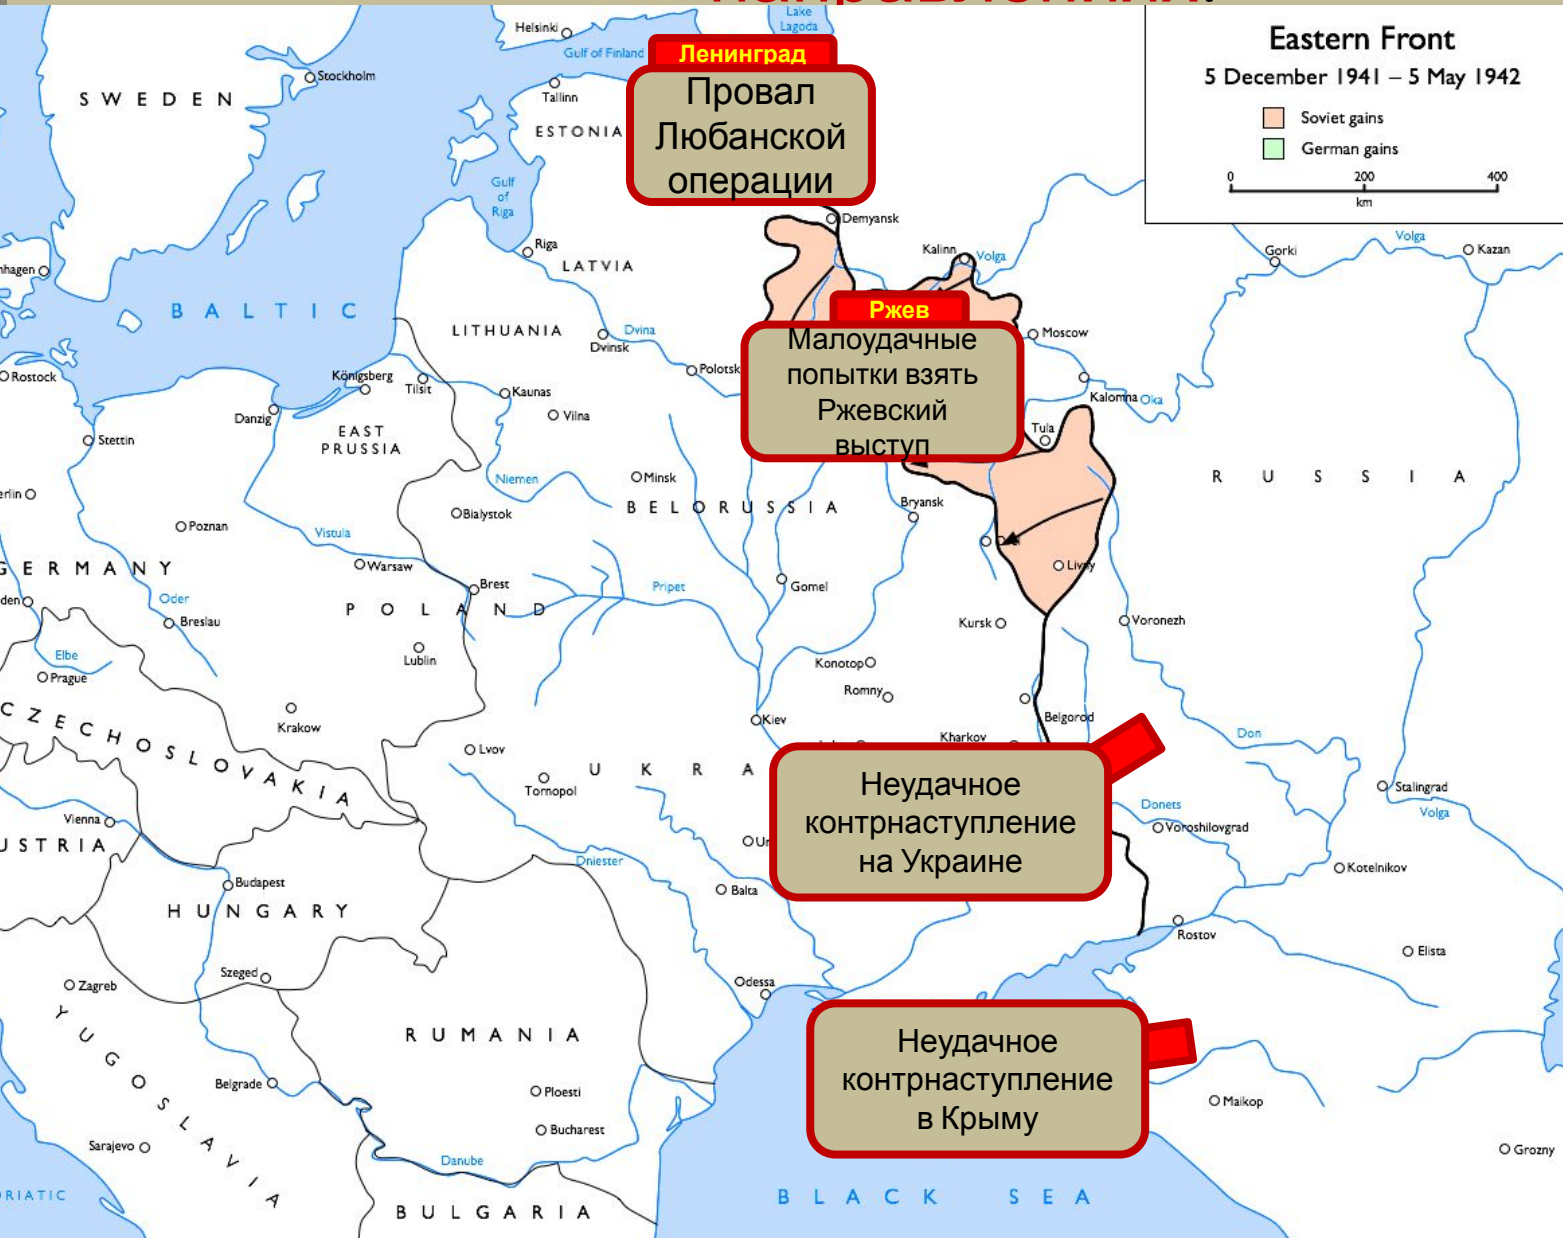 Helsinki
Lake
Lagoda
Gulf of Finland
Ленинград
Eastern Front
5 December 1941 – 5 May 1942
Soviet gains
German gains
0 200 400
km
Stockholm
SWEDEN
Tallinn
ESTONIA
Провал
Любанской
операции
Gulf
of
Riga
Demyansk
Riga
LATVIA
Kalinn
Volga
Gorki
Volga
Kazan
BALTIC
LITHUANIA
Dvina
Dvinsk
Ржев
Малоудачные
попытки взять
Ржевский
выступ
Moscow
Rostock
Königsberg
Tilsit
Kaunas
Polotsk
Kalomna
Oka
Danzig
Vilna
EAST
PRUSSIA
Stettin
Tula
Niemen
Minsk
RUSSIA
Poznan
Bialystok
BELORUSSIA
Bryansk
Vistula
Warsaw
GERMANY
Brest
Pripet
Gomel
Livny
Oder
Breslau
POLAND
Kursk
Voronezh
Elbe
Prague
Lublin
Konotop
Romny
Krakow
CZECHOSLOVAKIA
Kiev
Belgorod
Kharkov
Don
Lvov
Tornopol
UKRA
Неудачное
контрнаступление
на Украине
Stalingrad
Volga
Donets
Voroshilovgrad
Vienna
USTRIA
Dniester
Kotelnikov
Budapest
HUNGARY
Balta
Rostov
Elista
Szeged
Zagreb
Odessa
YUGOSLAVIA
RUMANIA
Неудачное
контрнаступление
в Крыму
Belgrade
Ploesti
Maikop
Bucharest
Sarajevo
Danube
Grozny
BULGARIA
BLACK SEA